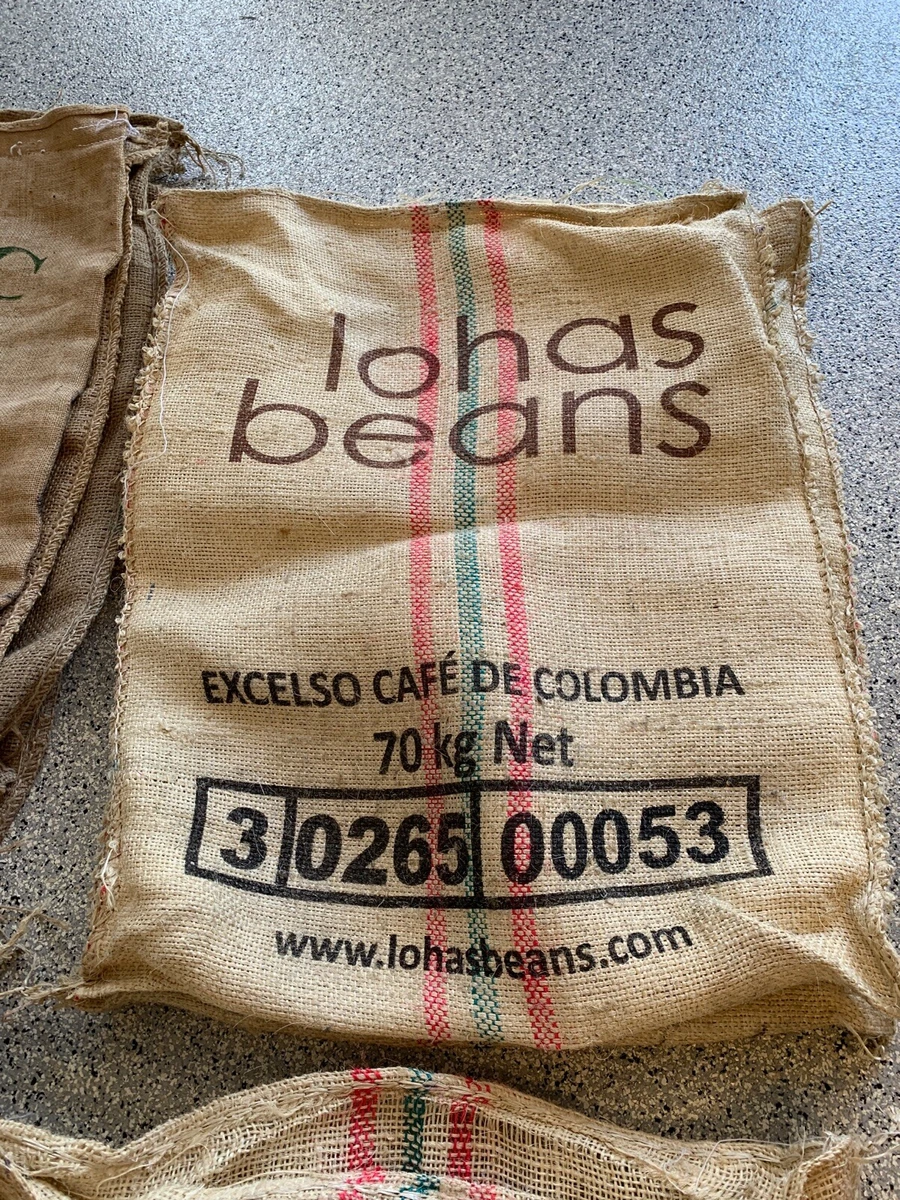 lohas
beans
EXCELSO CAFÉ DE COLOMBIA
70 kg Net
3 0265 00053
www.lohasbeans.com
C